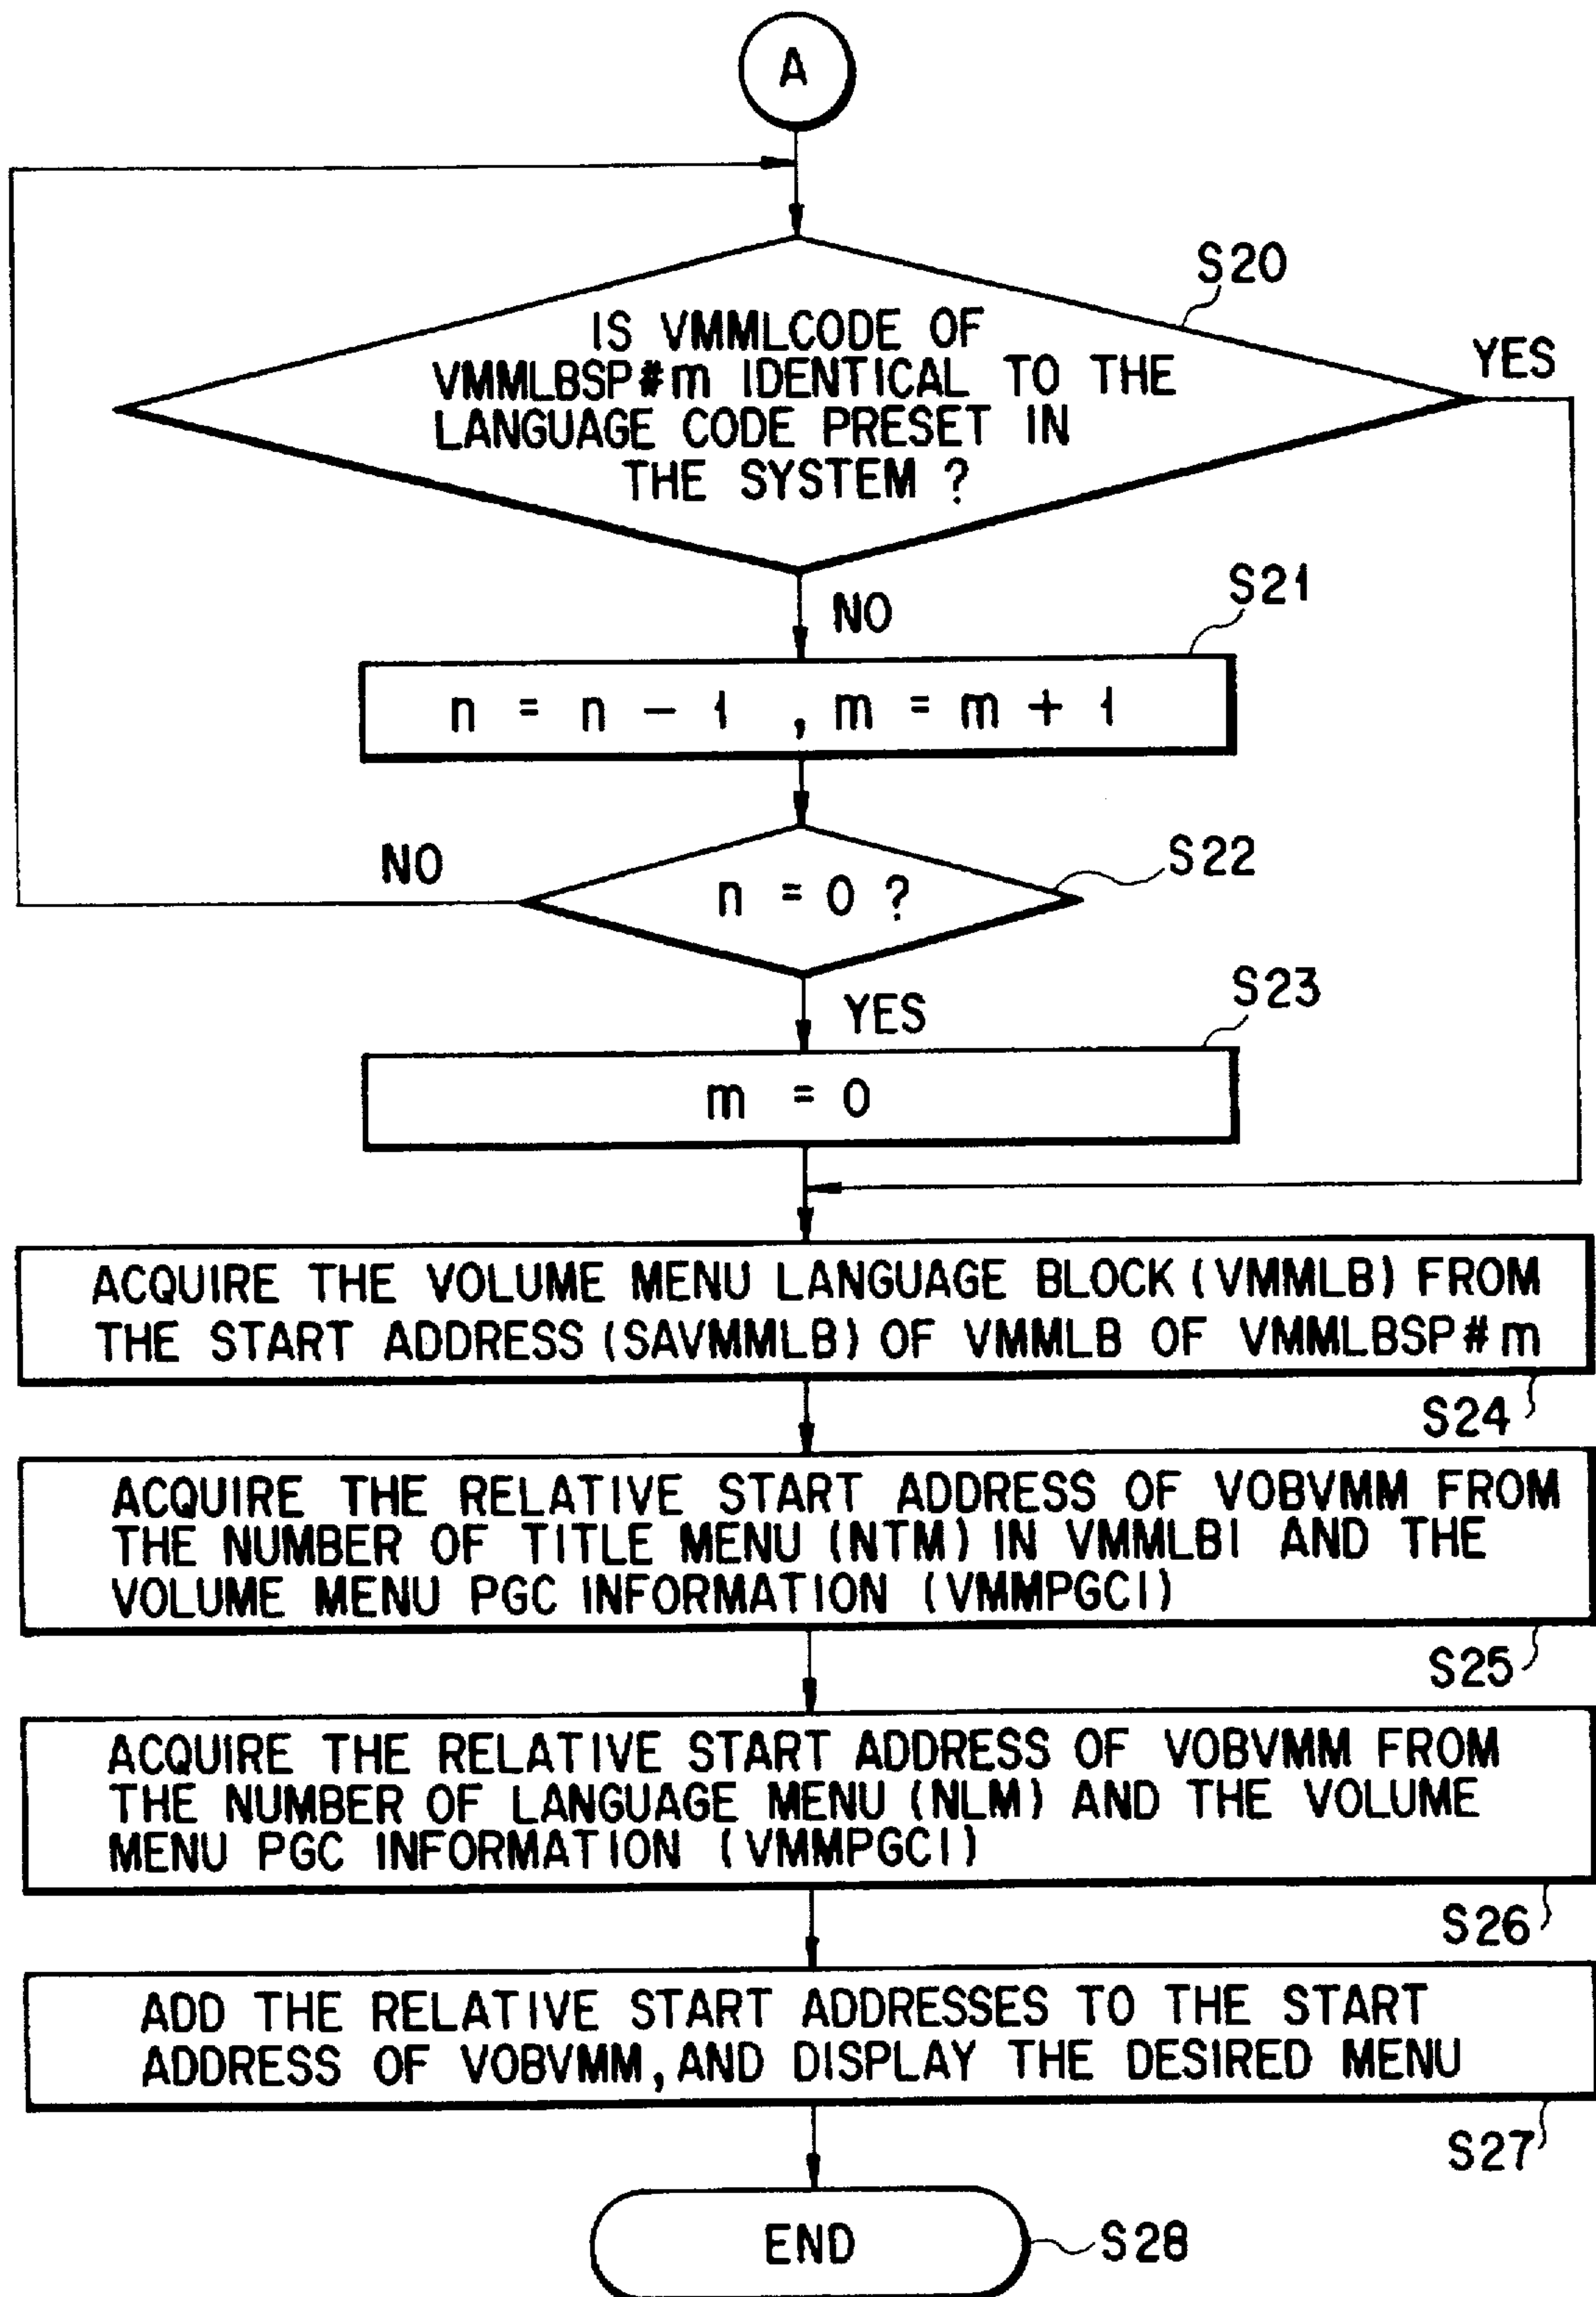 A
S20
IS VMMLCODE OF
VMMLBSP#m IDENTICAL TO THE
LANGUAGE CODE PRESET IN
THE SYSTEM ?
YES
NO
S21
n = n - 1 , m = m + 1
NO
n = 0 ?
S22
YES
S23
m = 0
ACQUIRE THE VOLUME MENU LANGUAGE BLOCK (VMMLB) FROM
THE START ADDRESS (SAVMMLB) OF VMMLB OF VMMLBSP#m
S24
ACQUIRE THE RELATIVE START ADDRESS OF VOBVMM FROM
THE NUMBER OF TITLE MENU (NTM) IN VMMLBI AND THE
VOLUME MENU PGC INFORMATION (VMMPGCI)
S25
ACQUIRE THE RELATIVE START ADDRESS OF VOBVMM FROM
THE NUMBER OF LANGUAGE MENU (NLM) AND THE VOLUME
MENU PGC INFORMATION (VMMPGCI)
S26
ADD THE RELATIVE START ADDRESSES TO THE START
ADDRESS OF VOBVMM, AND DISPLAY THE DESIRED MENU
S27
END
S28